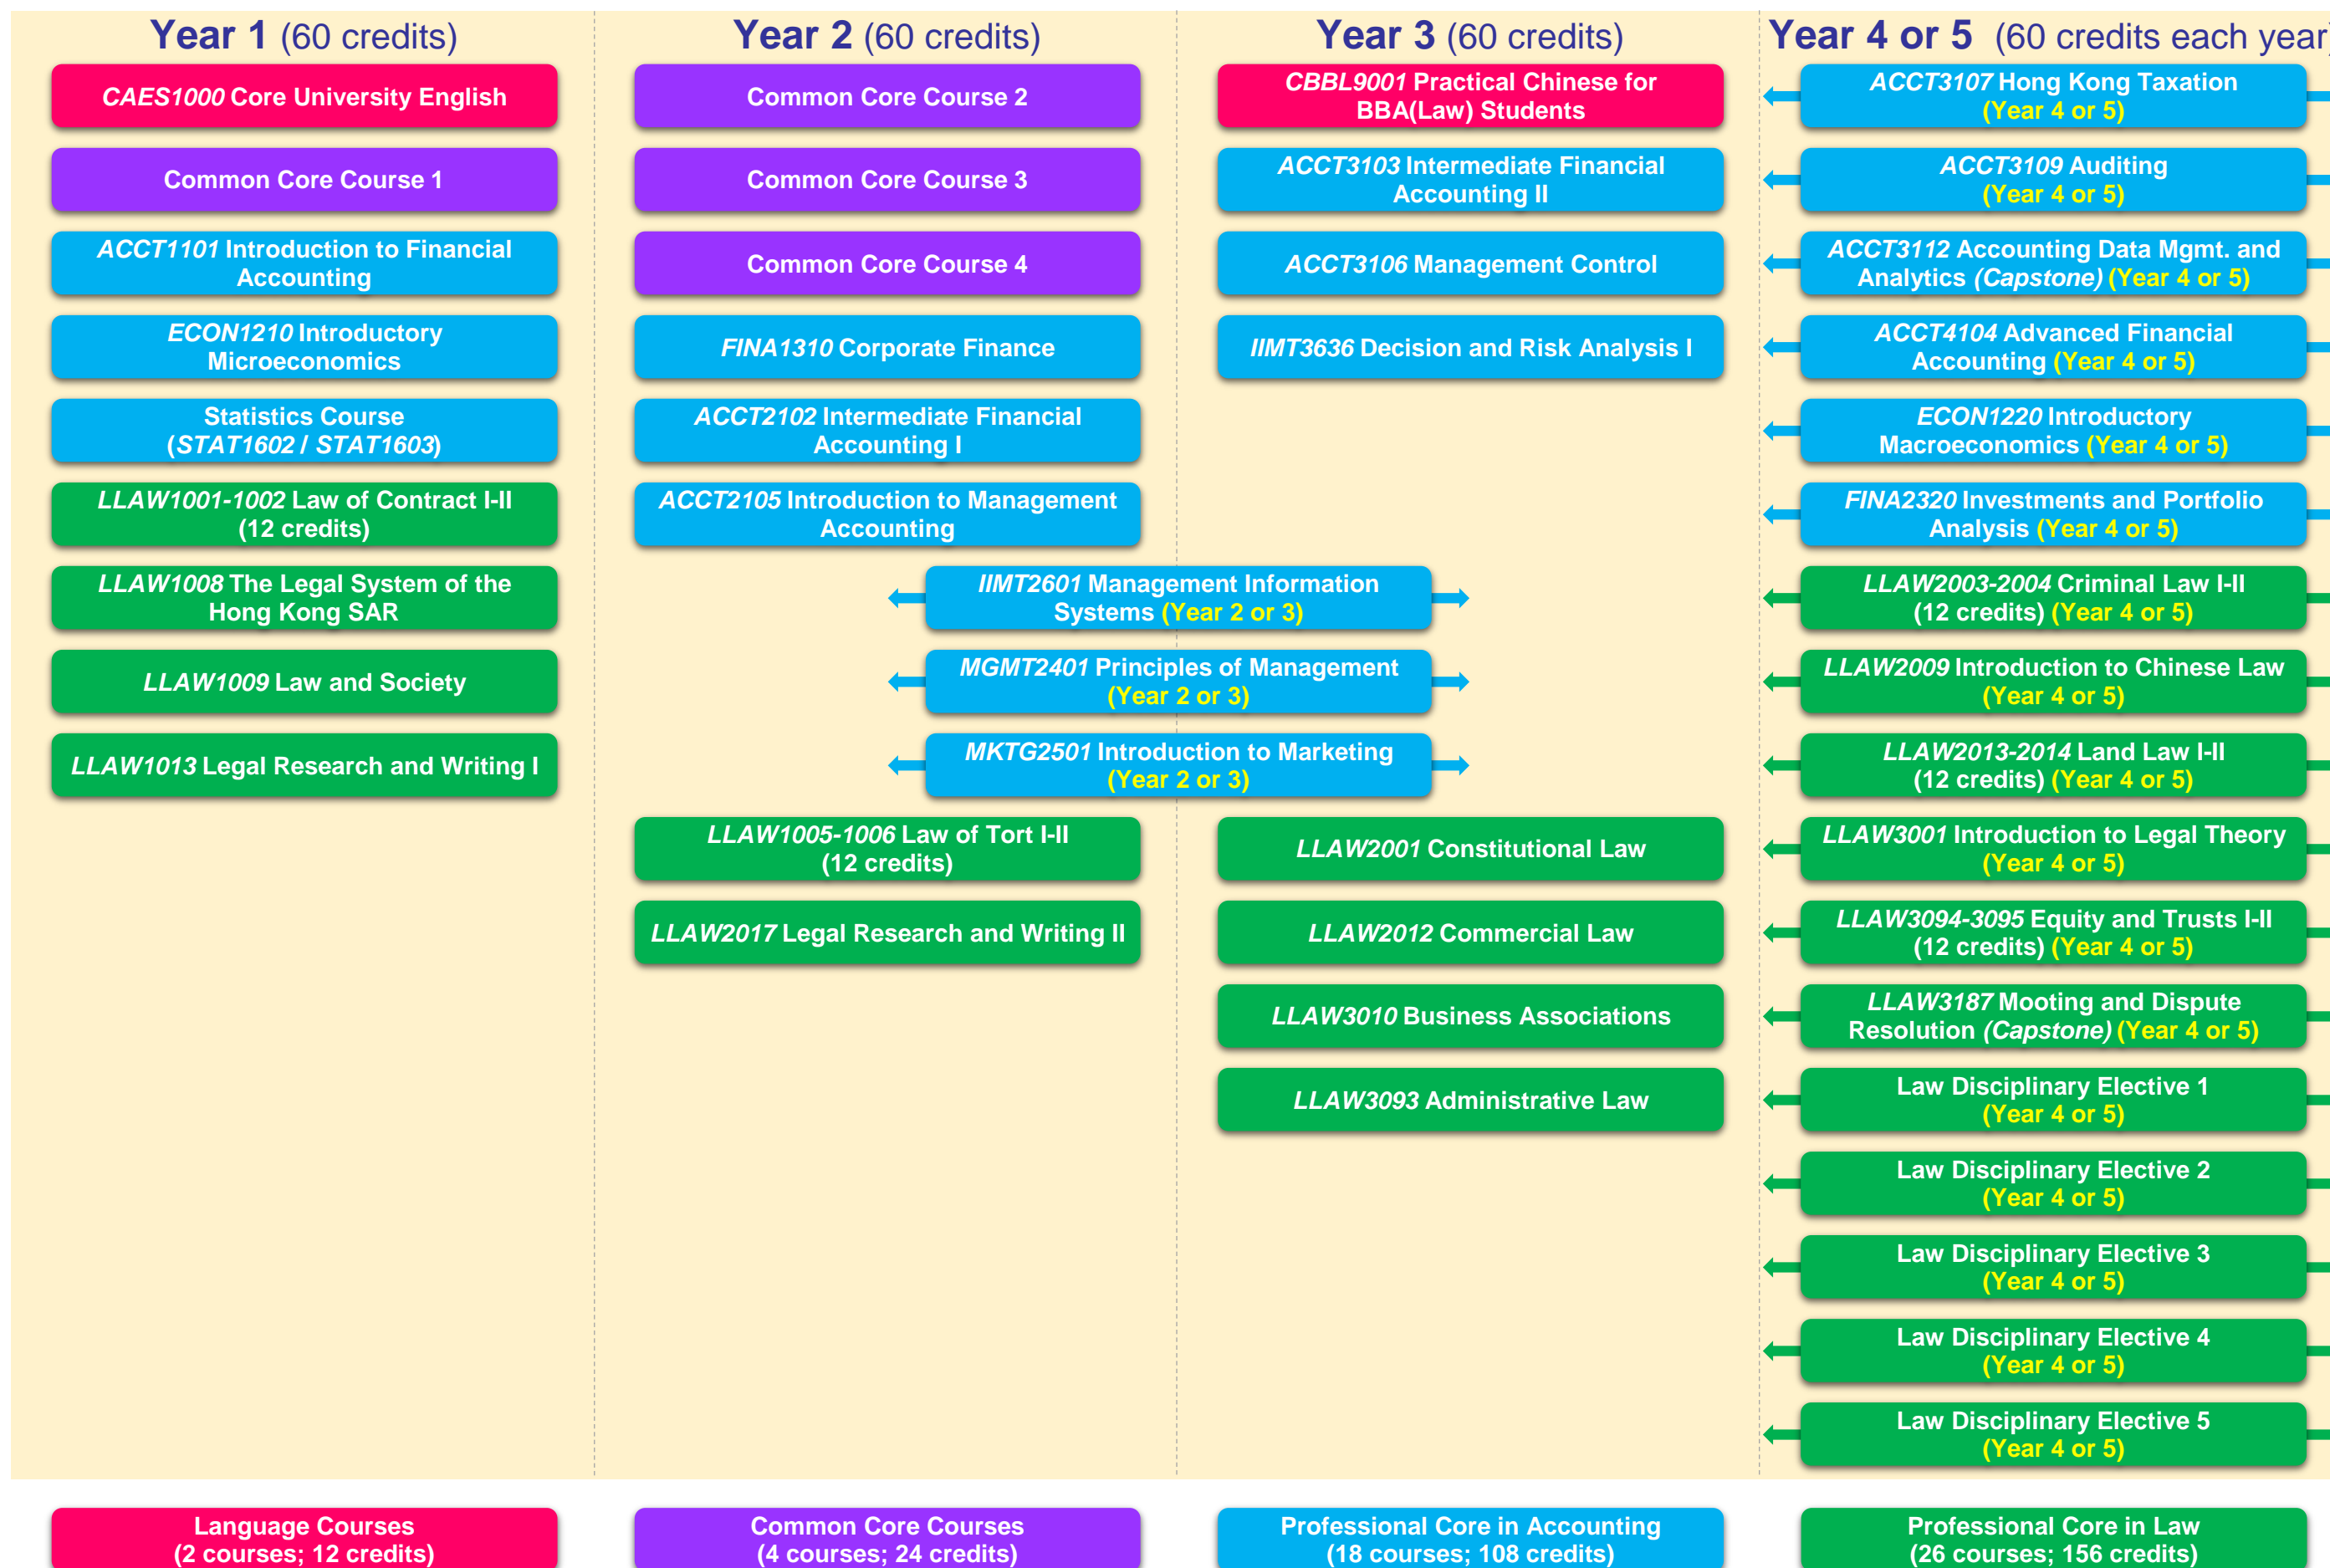 Year 1 (60 credits)
CAES1000 Core University English
Common Core Course 1
ACCT1101 Introduction to Financial
Accounting
ECON1210 Introductory
Microeconomics
Statistics Course
(STAT1602 / STAT1603)
LLAW1001-1002 Law of Contract I-II
(12 credits)
LLAW1008 The Legal System of the
Hong Kong SAR
LLAW1009 Law and Society
LLAW1013 Legal Research and Writing I
Year 2 (60 credits)
Common Core Course 2
Common Core Course 3
Common Core Course 4
FINA1310 Corporate Finance
ACCT2102 Intermediate Financial
Accounting I
ACCT2105 Introduction to Management
Accounting
IIMT2601 Management Information
Systems (Year 2 or 3)
MGMT2401 Principles of Management
(Year 2 or 3)
MKTG2501 Introduction to Marketing
(Year 2 or 3)
LLAW1005-1006 Law of Tort I-II
(12 credits)
LLAW2017 Legal Research and Writing II
Year 3 (60 credits)
CBBL9001 Practical Chinese for
BBA(Law) Students
ACCT3103 Intermediate Financial
Accounting II
ACCT3106 Management Control
IIMT3636 Decision and Risk Analysis I
LLAW2001 Constitutional Law
LLAW2012 Commercial Law
LLAW3010 Business Associations
LLAW3093 Administrative Law
Year 4 or 5 (60 credits each year)
ACCT3107 Hong Kong Taxation
(Year 4 or 5)
ACCT3109 Auditing
(Year 4 or 5)
ACCT3112 Accounting Data Mgmt. and
Analytics (Capstone) (Year 4 or 5)
ACCT4104 Advanced Financial
Accounting (Year 4 or 5)
ECON1220 Introductory
Macroeconomics (Year 4 or 5)
FINA2320 Investments and Portfolio
Analysis (Year 4 or 5)
LLAW2003-2004 Criminal Law I-II
(12 credits) (Year 4 or 5)
LLAW2009 Introduction to Chinese Law
(Year 4 or 5)
LLAW2013-2014 Land Law I-II
(12 credits) (Year 4 or 5)
LLAW3001 Introduction to Legal Theory
(Year 4 or 5)
LLAW3094-3095 Equity and Trusts I-II
(12 credits) (Year 4 or 5)
LLAW3187 Mooting and Dispute
Resolution (Capstone) (Year 4 or 5)
Law Disciplinary Elective 1
(Year 4 or 5)
Law Disciplinary Elective 2
(Year 4 or 5)
Law Disciplinary Elective 3
(Year 4 or 5)
Law Disciplinary Elective 4
(Year 4 or 5)
Law Disciplinary Elective 5
(Year 4 or 5)
Language Courses
(2 courses; 12 credits)
Common Core Courses
(4 courses; 24 credits)
Professional Core in Accounting
(18 courses; 108 credits)
Professional Core in Law
(26 courses; 156 credits)